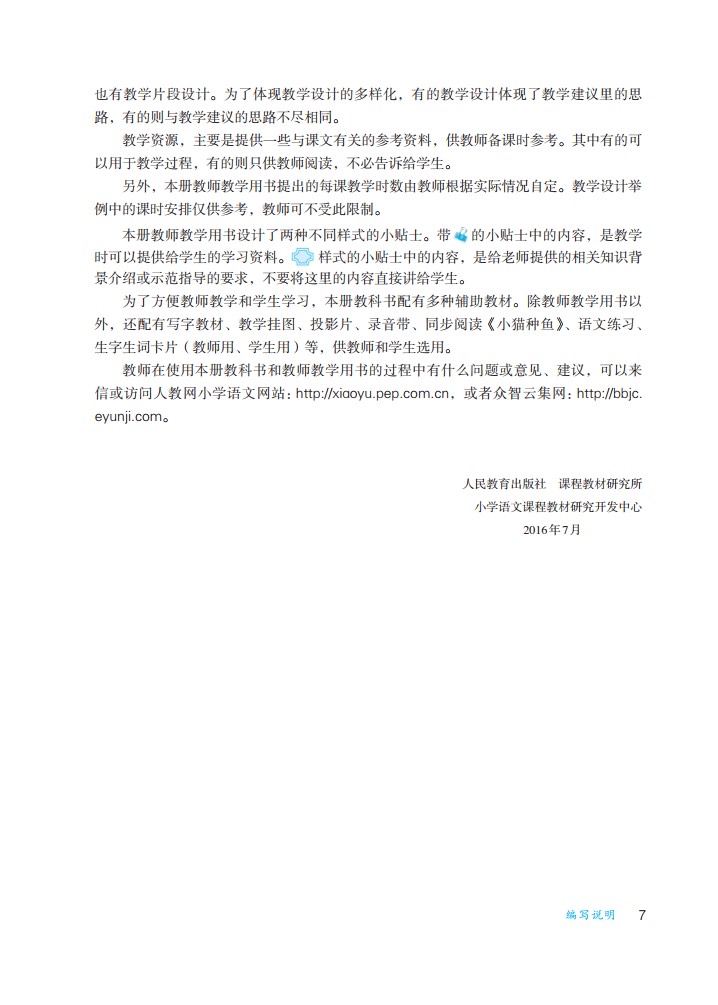 也有教学片段设计。为了体现教学设计的多样化，有的教学设计体现了教学建议里的思
路，有的则与教学建议的思路不尽相同。
教学资源，主要是提供一些与课文有关的参考资料，供教师备课时参考。其中有的可
以用于教学过程，有的则只供教师阅读，不必告诉给学生。
另外，本册教师教学用书提出的每课教学时数由教师根据实际情况自定。教学设计举
例中的课时安排仅供参考，教师可不受此限制。
本册教师教学用书设计了两种不同样式的小贴士。带 的小贴士中的内容，是教学
时可以提供给学生的学习资料。 样式的小贴士中的内容，是给老师提供的相关知识背
景介绍或示范指导的要求，不要将这里的内容直接讲给学生。
为了方便教师教学和学生学习，本册教科书配有多种辅助教材。除教师教学用书以
外，还配有写字教材、教学挂图、投影片、录音带、同步阅读《小猫种鱼》、语文练习、
生字生词卡片（教师用、学生用）等，供教师和学生选用。
教师在使用本册教科书和教师教学用书的过程中有什么问题或意见、建议，可以来
信或访问人教网小学语文网站：http://xiaoyu.pep.com.cn，或者众智云集网：http://bbjc.
eyunji.com。
人民教育出版社　课程教材研究所
小学语文课程教材研究开发中心
2016年7月
编写说明 7